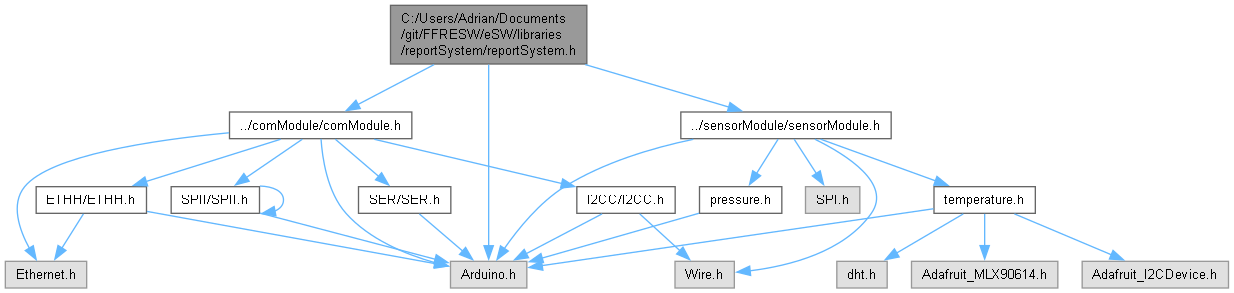 C:/Users/Adrian/Documents
/git/FFRESW/eSW/libraries
/reportSystem/reportSystem.h
../comModule/comModule.h
../sensorModule/sensorModule.h
ETHH/ETHH.h
SPII/SPII.h
SER/SER.h
I2CC/I2CC.h
pressure.h
SPI.h
temperature.h
Ethernet.h
Arduino.h
Wire.h
dht.h
Adafruit_MLX90614.h
Adafruit_I2CDevice.h